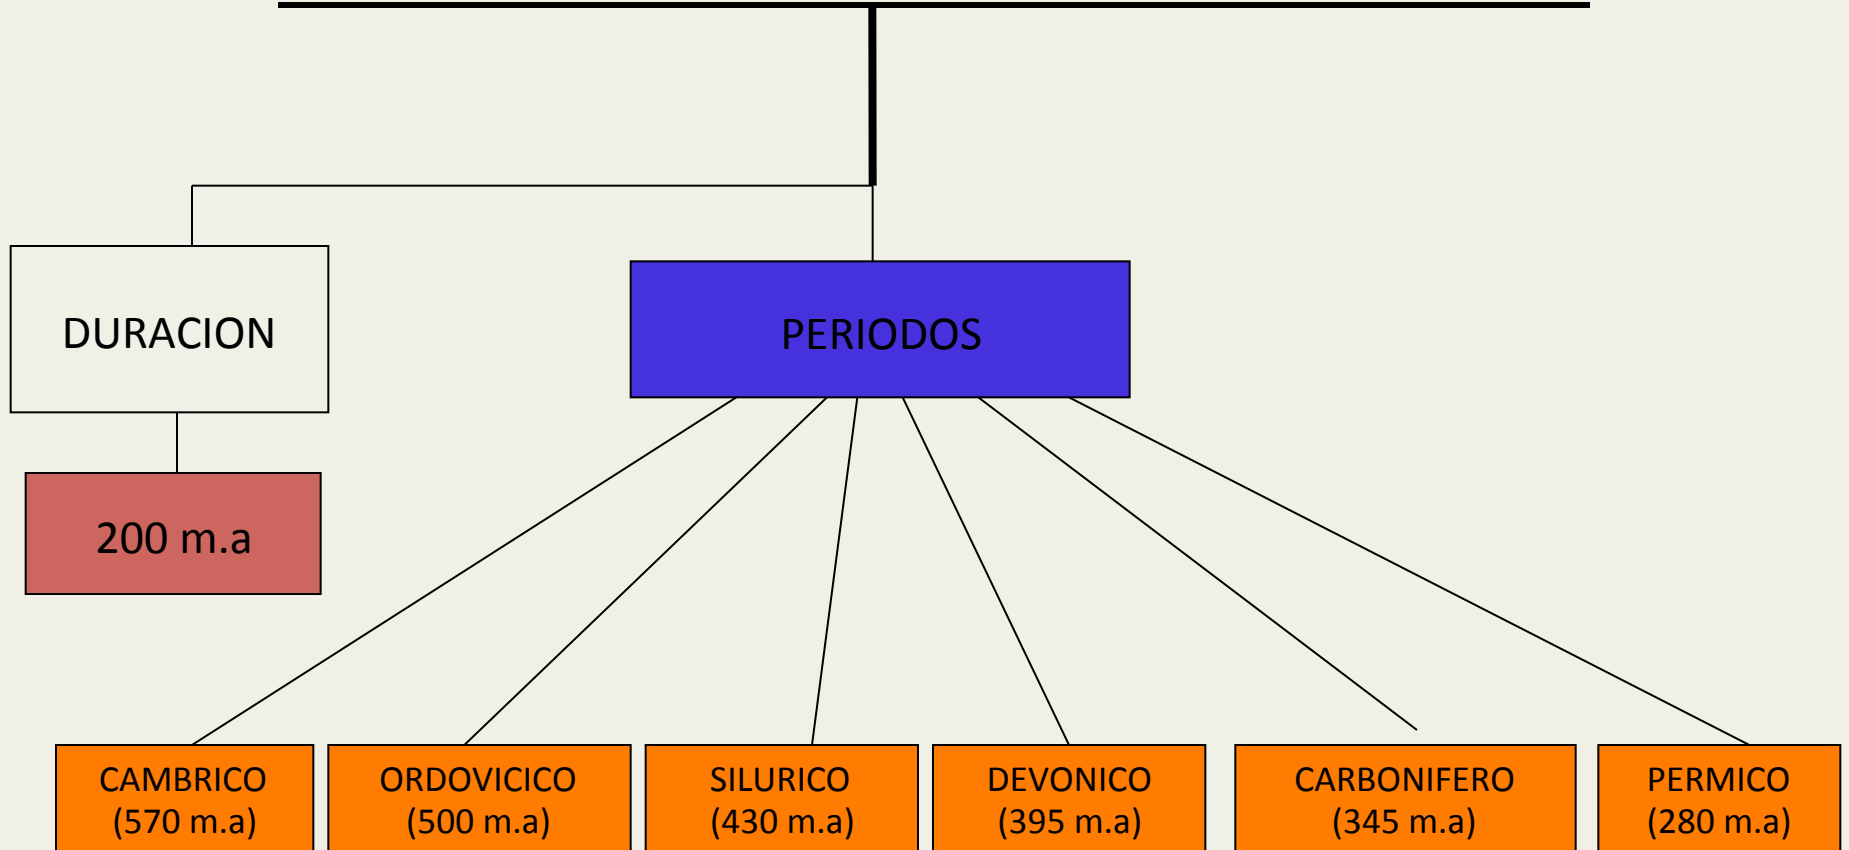 DURACION
PERIODOS
200 m.a
CAMBRICO
(570 m.a)
ORDOVICICO
(500 m.a)
SILURICO
(430 m.a)
DEVONICO
(395 m.a)
CARBONIFERO
(345 m.a)
PERMICO
(280 m.a)